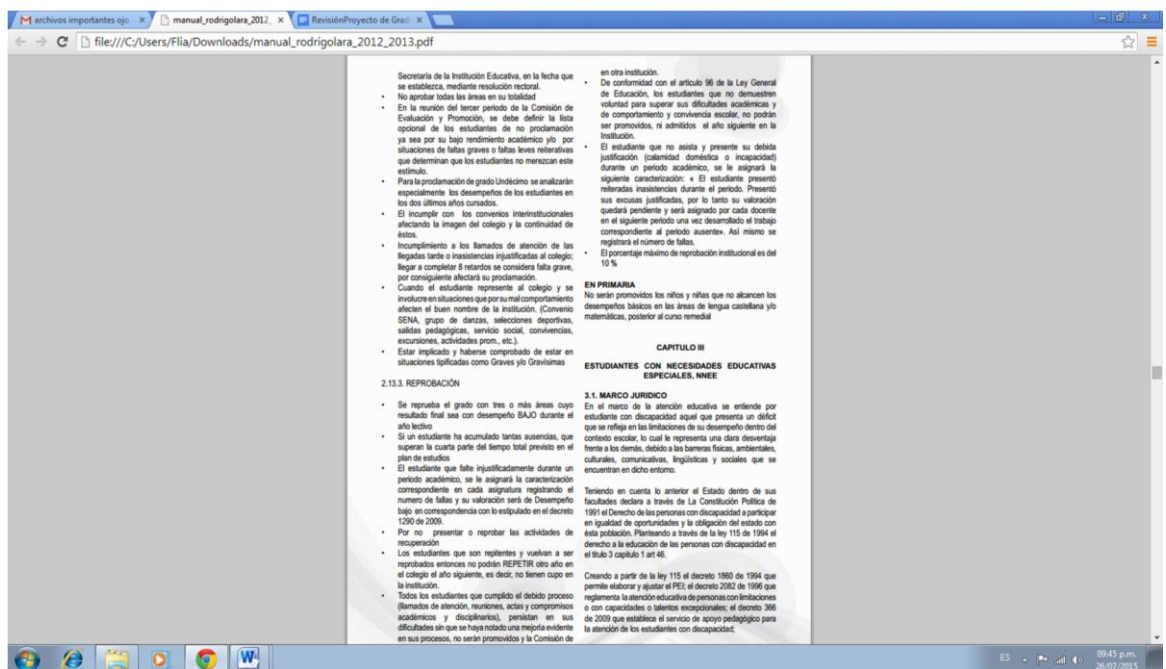 archivos importantes ojo
manual_rodrigolara_2012_
RevisiónProyecto de Grad
file:///C:/Users/Flia/Downloads/manual_rodrigolara_2012_2013.pdf
Secretaria de la Institución Educativa, en la fecha que
se establezca, mediante resolución rectoral.
• No aprobar todas las áreas en su totalidad
• En la reunión del tercer periodo de la Comisión de
Evaluación y Promoción, se debe definir la lista
opcional de los estudiantes de no proclamación
ya sea por su bajo rendimiento académico y/o por
situaciones de faltas graves o faltas leves reiterativas
que determinan que los estudiantes no merezcan este
estímulo.
• Para la proclamación de grado Undécimo se analizarán
especialmente los desempeños de los estudiantes en
los dos últimos años cursados.
• El incumplir con los convenios interinstitucionales
afectando la imagen del colegio y la continuidad de
éstos.
• Incumplimiento a los llamados de atención de las
llegadas tarde o inasistencias injustificadas al colegio;
llegar a completar 8 retardos se considera falta grave,
por consiguiente afectará su proclamación.
• Cuando el estudiante represente al colegio y se
involucre en situaciones que por su mal comportamiento
afecten el buen nombre de la institución. (Convenio
SENA, grupo de danzas, selecciones deportivas,
salidas pedagógicas, servicio social, convivencias,
excursiones, actividades prom., etc.).
• Estar implicado y haberse comprobado de estar en
situaciones tipificadas como Graves y/o Gravísimas
2.13.3. REPROBACIÓN
• Se reprueba el grado con tres o más áreas cuyo
resultado final sea con desempeño BAJO durante el
año lectivo
• Si un estudiante ha acumulado tantas ausencias, que
superan la cuarta parte del tiempo total previsto en el
plan de estudios
• El estudiante que falte injustificadamente durante un
periodo académico, se le asignará la caracterización
correspondiente en cada asignatura registrando el
numero de fallas y su valoración será de Desempeño
bajo en correspondencia con lo estipulado en el decreto
1290 de 2009.
• Por no presentar o reprobar las actividades de
recuperación
• Los estudiantes que son repitentes y vuelvan a ser
reprobados entonces no podrán REPETIR otro año en
el colegio el año siguiente, es decir, no tienen cupo en
la institución.
• Todos los estudiantes que cumplido el debido proceso
(llamados de atención, reuniones, actas y compromisos
académicos y disciplinarios), persistan en sus
dificultades sin que se haya notado una mejoría evidente
en sus procesos, no serán promovidos y la Comisión de
en otra institución.
• De conformidad con el artículo 96 de la Ley General
de Educación, los estudiantes que no demuestren
voluntad para superar sus dificultades académicas y
de comportamiento y convivencia escolar, no podrán
ser promovidos, ni admitidos el año siguiente en la
Institución.
• El estudiante que no asista y presente su debida
justificación (calamidad doméstica o incapacidad)
durante un periodo académico, se le asignará la
siguiente caracterización: « El estudiante presentó
reiteradas inasistencias durante el periodo. Presentó
sus excusas justificadas, por lo tanto su valoración
quedará pendiente y será asignado por cada docente
en el siguiente periodo una vez desarrollado el trabajo
correspondiente al periodo ausente». Así mismo se
registrará el número de fallas.
• El porcentaje máximo de reprobación institucional es del
10 %
EN PRIMARIA
No serán promovidos los niños y niñas que no alcancen los
desempeños básicos en las áreas de lengua castellana y/o
matemáticas, posterior al curso remedial
CAPITULO III
ESTUDIANTES CON NECESIDADES EDUCATIVAS
ESPECIALES, NNEE
3.1. MARCO JURIDICO
En el marco de la atención educativa se entiende por
estudiante con discapacidad aquel que presenta un déficit
que se refleja en las limitaciones de su desempeño dentro del
contexto escolar, lo cual le representa una clara desventaja
frente a los demás, debido a las barreras físicas, ambientales,
culturales, comunicativas, lingüísticas y sociales que se
encuentran en dicho entorno.
Teniendo en cuenta lo anterior el Estado dentro de sus
facultades declara a través de La Constitución Política de
1991 el Derecho de las personas con discapacidad a participar
en igualdad de oportunidades y la obligación del estado con
ésta población. Planteando a través de la ley 115 de 1994 el
derecho a la educación de las personas con discapacidad en
el título 3 capítulo 1 art 46.
Creando a partir de la ley 115 el decreto 1860 de 1994 que
permite elaborar y ajustar el PEI; el decreto 2082 de 1996 que
reglamenta la atención educativa de personas con limitaciones
o con capacidades o talentos excepcionales; el decreto 366
de 2009 que establece el servicio de apoyo pedagógico para
la atención de los estudiantes con discapacidad;
ES
09:45 p.m.
26/07/2015